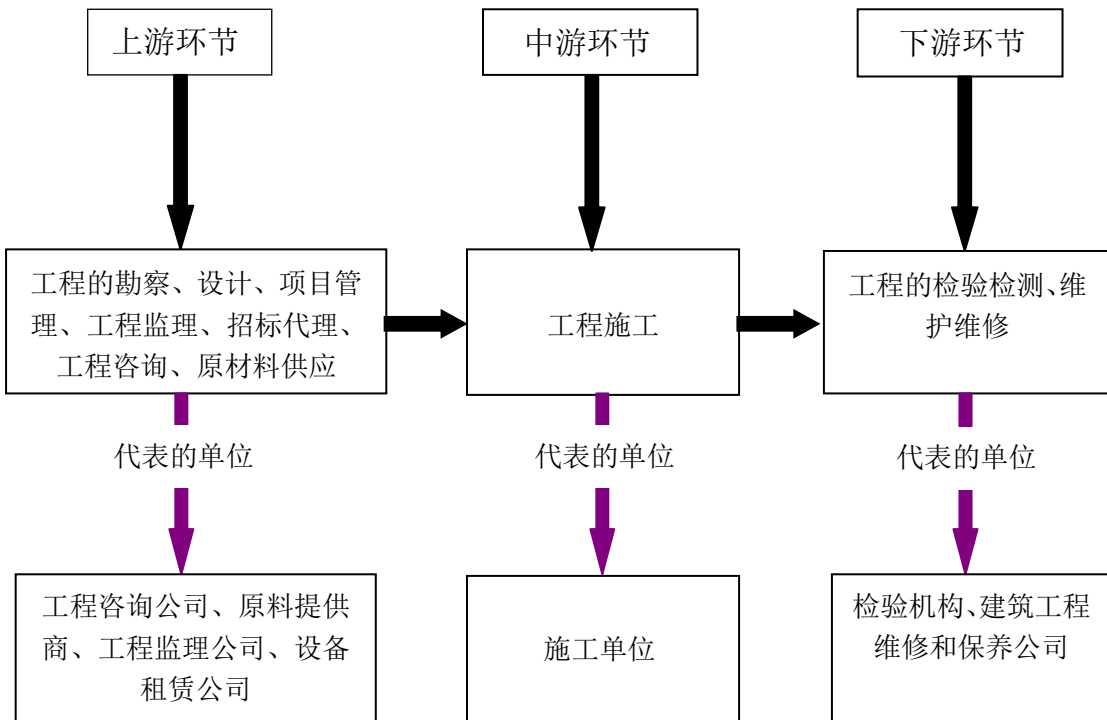 上游环节
中游环节
下游环节
工程的勘察、设计、项目管
理、工程监理、招标代理、
工程咨询、原材料供应
工程施工
工程的检验检测、维
护维修
代表的单位
代表的单位
代表的单位
工程咨询公司、原料提供
商、工程监理公司、设备
租赁公司
施工单位
检验机构、建筑工程
维修和保养公司